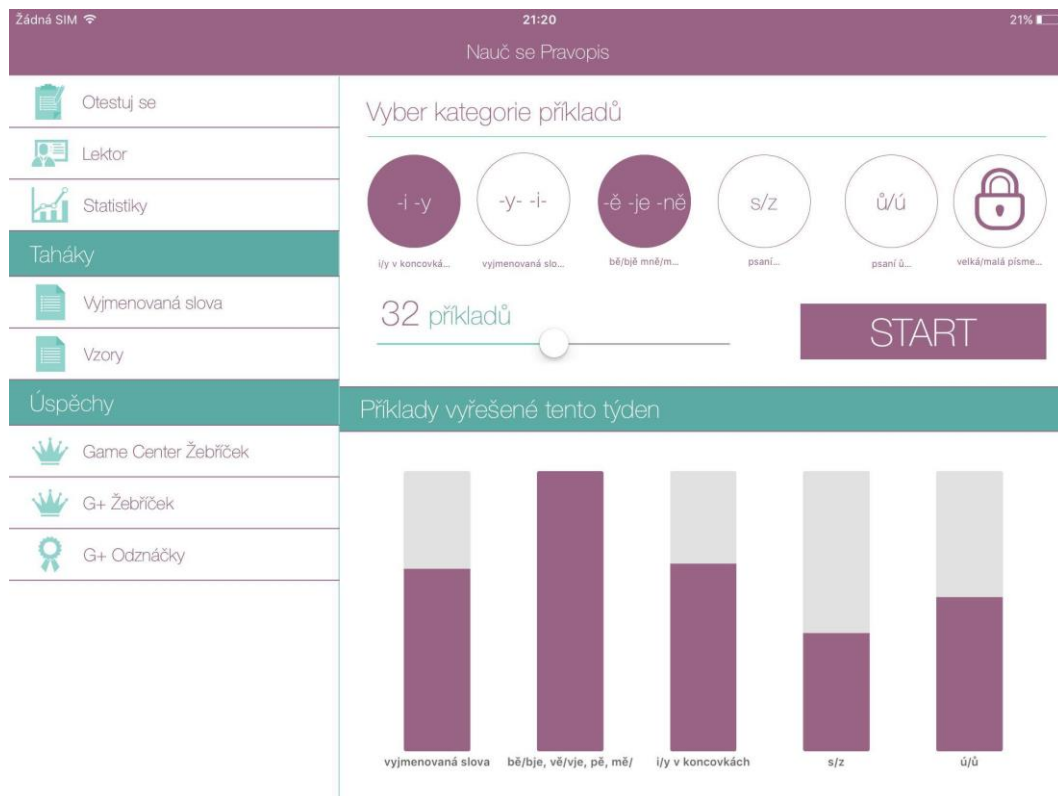 Žádná SIM 21:20 21%
Nauč se Pravopis
Otestuj se
Lektor
Statistiky
Taháky
Vyjmenovaná slova
Vzory
Úspěchy
Game Center Žebříček
G+ Žebříček
G+ Odznáčky
Vyber kategorie příkladů
-i -y -y- -i- -ě -je -ně s/z ů/ú
i/y v koncovká... vyjmenovaná slo... bě/bjě mně/m... psaní... psaní ů... velká/malá písme...
32 příkladů
START
Příklady vyřešené tento týden
vyjmenovaná slova bě/bje, vě/vje, pě, mě/ i/y v koncovkách s/z ú/ů